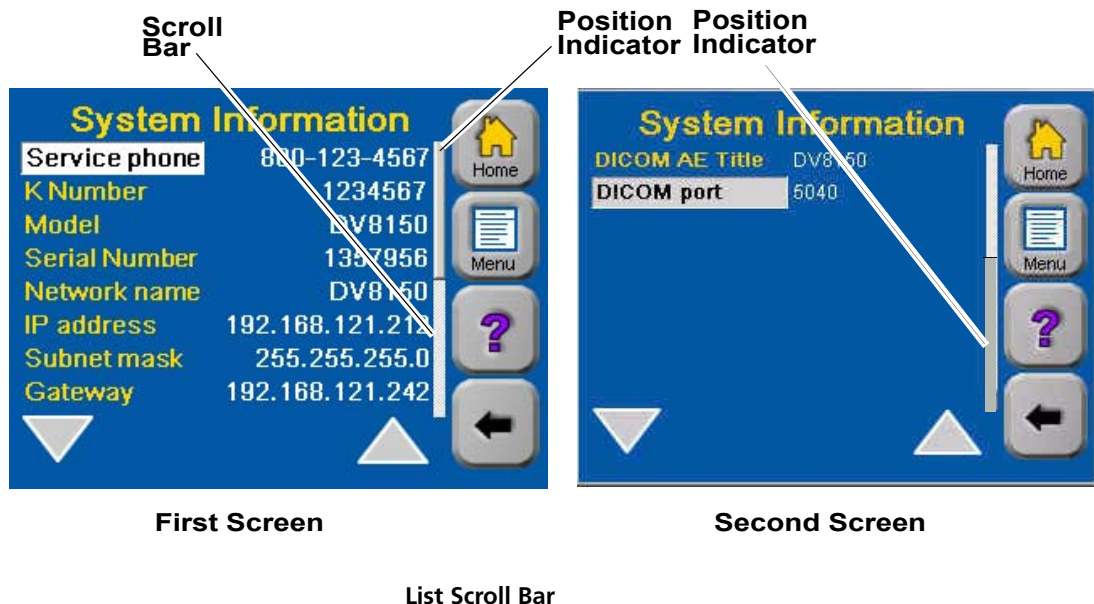 Scroll
Bar
Position
Indicator
Position
Indicator
System Information
Service phone 800-123-4567
K Number 1234567
Model DV8150
Serial Number 1357956
Network name DV8150
IP address 192.168.121.212
Subnet mask 255.255.255.0
Gateway 192.168.121.242
Home
Menu
?
First Screen
System Information
DICOM AE Title DV8150
DICOM port 5040
Home
Menu
?
Second Screen
List Scroll Bar